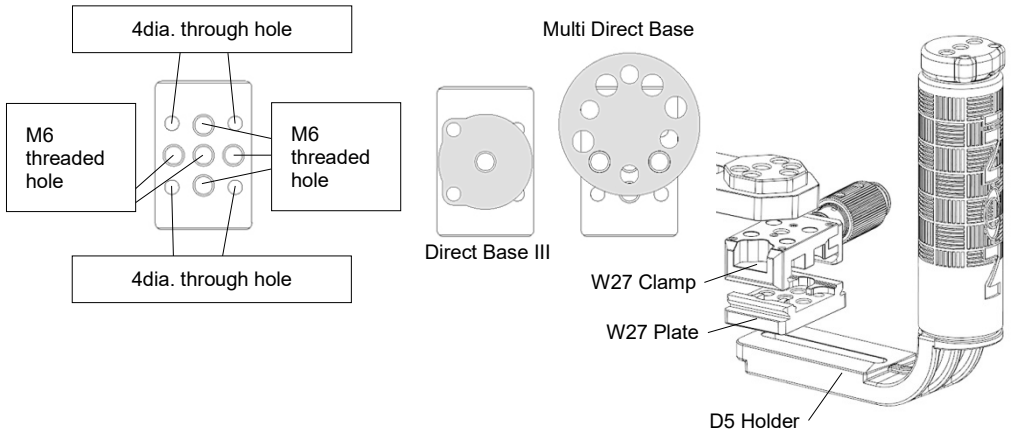 4dia. through hole
Multi Direct Base
M6
threaded
hole
M6
threaded
hole
Direct Base III
4dia. through hole
W27 Clamp
W27 Plate
D5 Holder